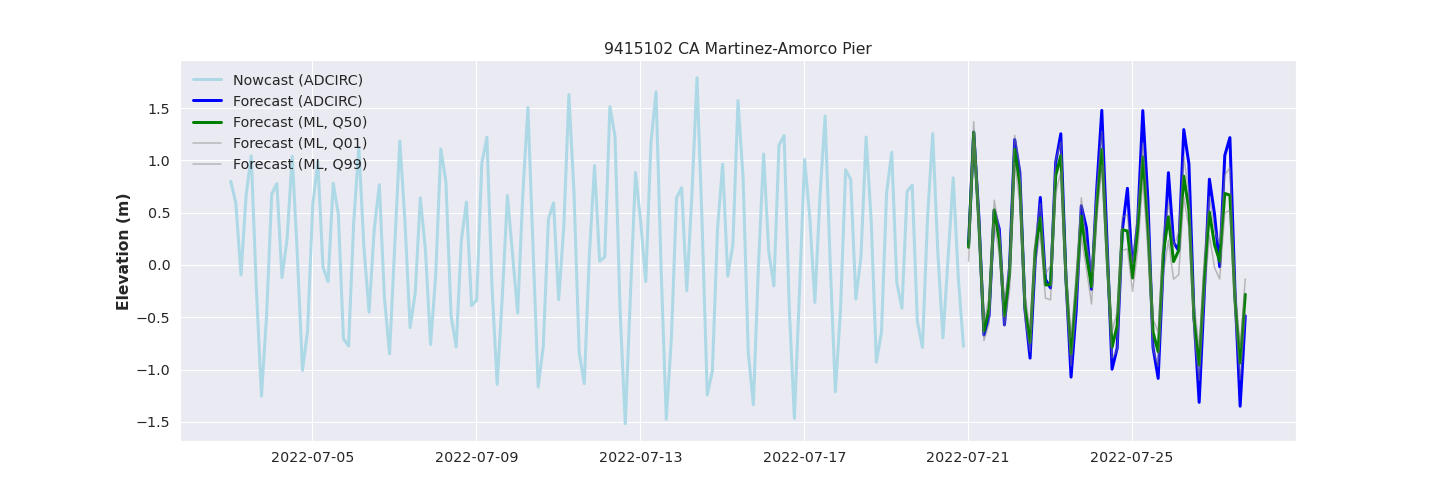 9415102 CA Martinez-Amorco Pier
Nowcast (ADCIRC)
Forecast (ADCIRC)
Forecast (ML, Q50)
Forecast (ML, Q01)
Forecast (ML, Q99)
Elevation (m)
1.5
1.0
0.5
0.0
−0.5
−1.0
−1.5
2022-07-05
2022-07-09
2022-07-13
2022-07-17
2022-07-21
2022-07-25